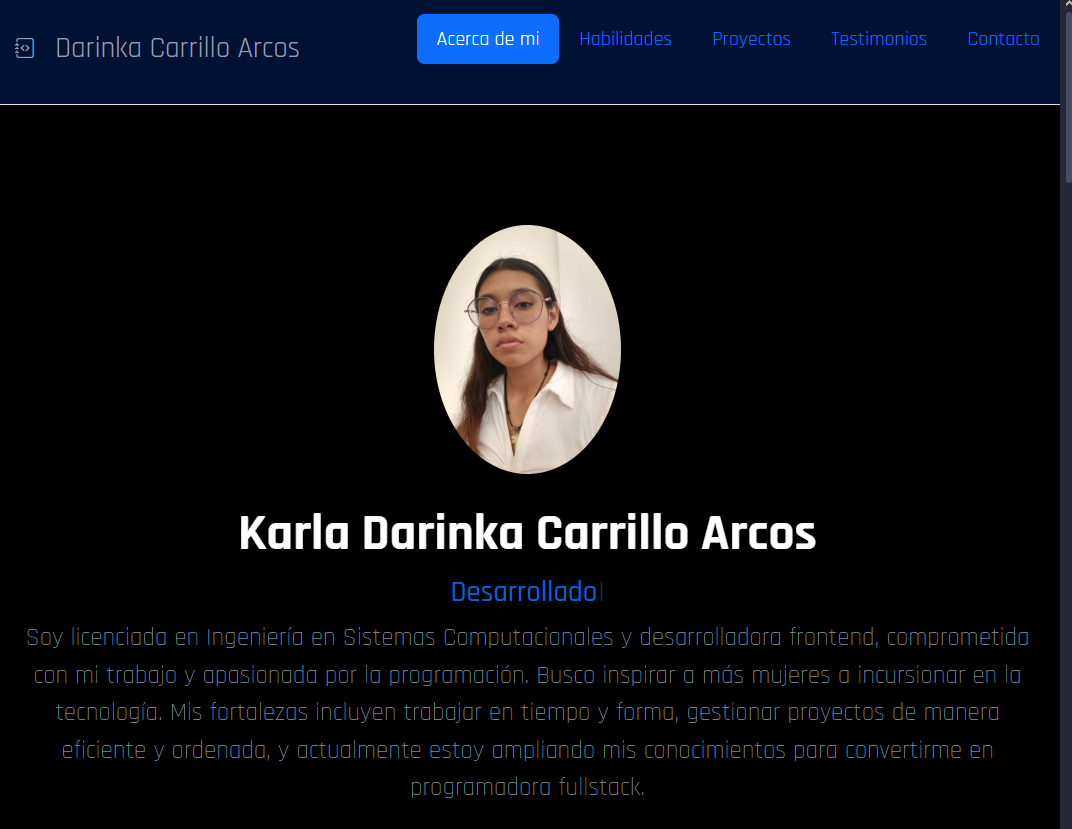 Darinka Carrillo Arcos
Acerca de mi
Habilidades
Proyectos
Testimonios
Contacto
Karla Darinka Carrillo Arcos
Desarrollado|
Soy licenciada en Ingeniería en Sistemas Computacionales y desarrolladora frontend, comprometida
con mi trabajo y apasionada por la programación. Busco inspirar a más mujeres a incursionar en la
tecnología. Mis fortalezas incluyen trabajar en tiempo y forma, gestionar proyectos de manera
eficiente y ordenada, y actualmente estoy ampliando mis conocimientos para convertirme en
programadora fullstack.